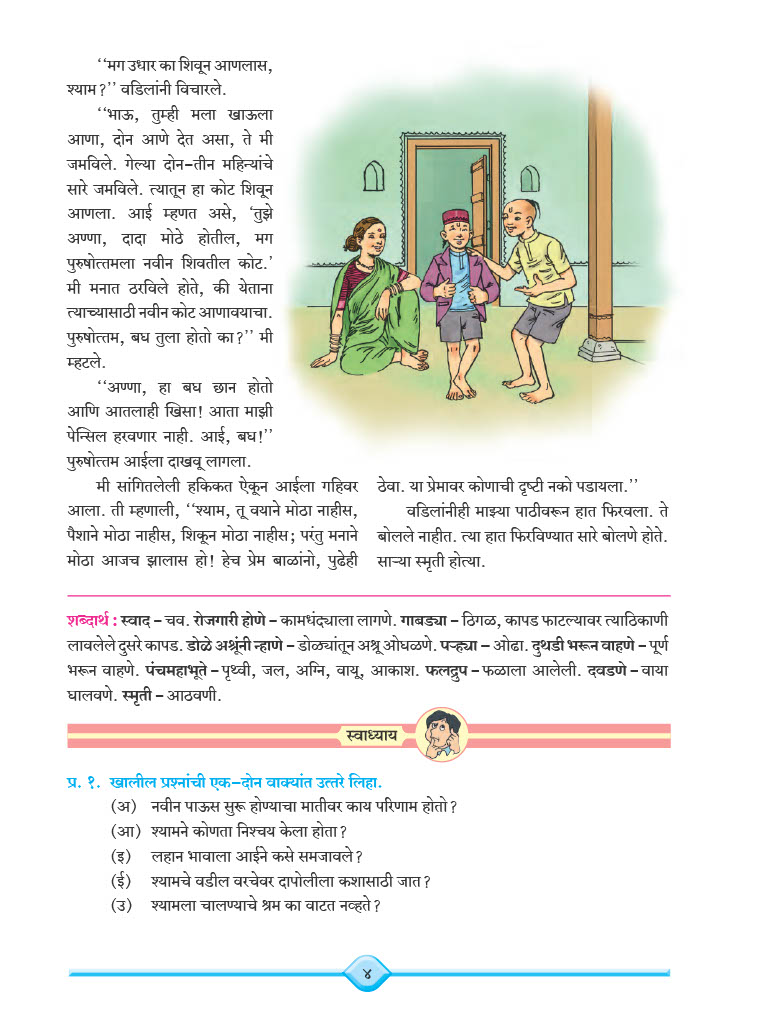 ‘‘मग उधार का शिवून आणलास,
श्याम?’’ वडिलांनी विचारले.
‘‘भाऊ, तुम्ही मला खाऊला
आणा, दोन आणे देत असा, ते मी
जमविले. गेल्या दोन-तीन महिन्यांचे
सारे जमविले. त्यातून हा कोट शिवून
आणला. आई म्हणत असे, ‘तुझे
अण्णा, दादा मोठे होतील, मग
पुरुषोत्तमला नवीन शिवतील कोट.’
मी मनात ठरविले होते, की येताना
त्याच्यासाठी नवीन कोट आणावयाचा.
पुरुषोत्तम, बघ तुला होतो का?’’ मी
म्हटले.
‘‘अण्णा, हा बघ छान होतो
आणि आतलाही खिसा! आता माझी
पेन्सिल हरवणार नाही. आई, बघ!’’
पुरुषोत्तम आईला दाखवू लागला.
मी सांगितलेली हकिकत ऐकून आईला गहिवर
आला. ती म्हणाली, ‘‘श्याम, तू वयाने मोठा नाहीस,
पैशाने मोठा नाहीस, शिकून मोठा नाहीस; परंतु मनाने
मोठा आजच झालास हो! हेच प्रेम बाळांनो, पुढेही
ठेवा. या प्रेमावर कोणाची दृष्टी नको पडायला.’’
वडिलांनीही माझ्या पाठीवरून हात फिरवला. ते
बोलले नाहीत. त्या हात फिरविण्यात सारे बोलणे होते.
साऱ्या स्मृती होत्या.
शब्दार्थ : स्वाद - चव. रोजगारी होणे - कामधंद्याला लागणे. गाबड्या - ठिगळ, कापड फाटल्यावर त्याठिकाणी
लावलेले दुसरे कापड. डोळे अश्रूंनी न्हाणे - डोळ्यांतून अश्रू ओघळणे. पऱ्ह्या - ओढा. दुथडी भरून वाहणे - पूर्ण
भरून वाहणे. पंचमहाभूते - पृथ्वी, जल, अग्नि, वायू, आकाश. फलद्रुप - फळाला आलेली. दवडणे - वाया
घालवणे. स्मृती - आठवणी.
स्वाध्याय
प्र. १. खालील प्रश्नांची एक-दोन वाक्यांत उत्तरे लिहा.
(अ) नवीन पाऊस सुरू होण्याचा मातीवर काय परिणाम होतो?
(आ) श्यामने कोणता निश्चय केला होता?
(इ) लहान भावाला आईने कसे समजावले?
(ई) श्यामचे वडील वरचेवर दापोलीला कशासाठी जात?
(उ) श्यामला चालण्याचे श्रम का वाटत नव्हते?
४